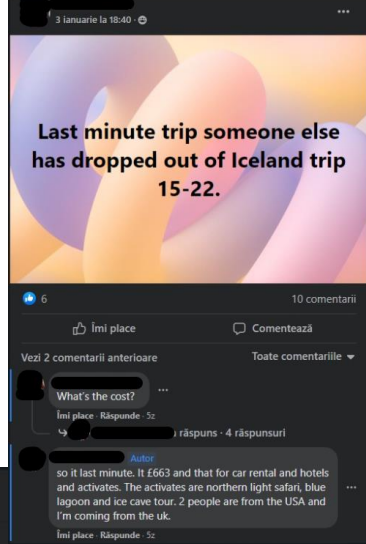 3 ianuarie la 18:40 ·
Last minute trip someone else
has dropped out of Iceland trip
15-22.
6
10 comentarii
Îmi place
Comentează
Vezi 2 comentarii anterioare
Toate comentariile
What's the cost?
Îmi place · Răspunde · 5z
răspuns · 4 răspunsuri
Autor
so it last minute. It £663 and that for car rental and hotels
and activates. The activates are northern light safari, blue
lagoon and ice cave tour. 2 people are from the USA and
I'm coming from the uk.
Îmi place · Răspunde · 5z